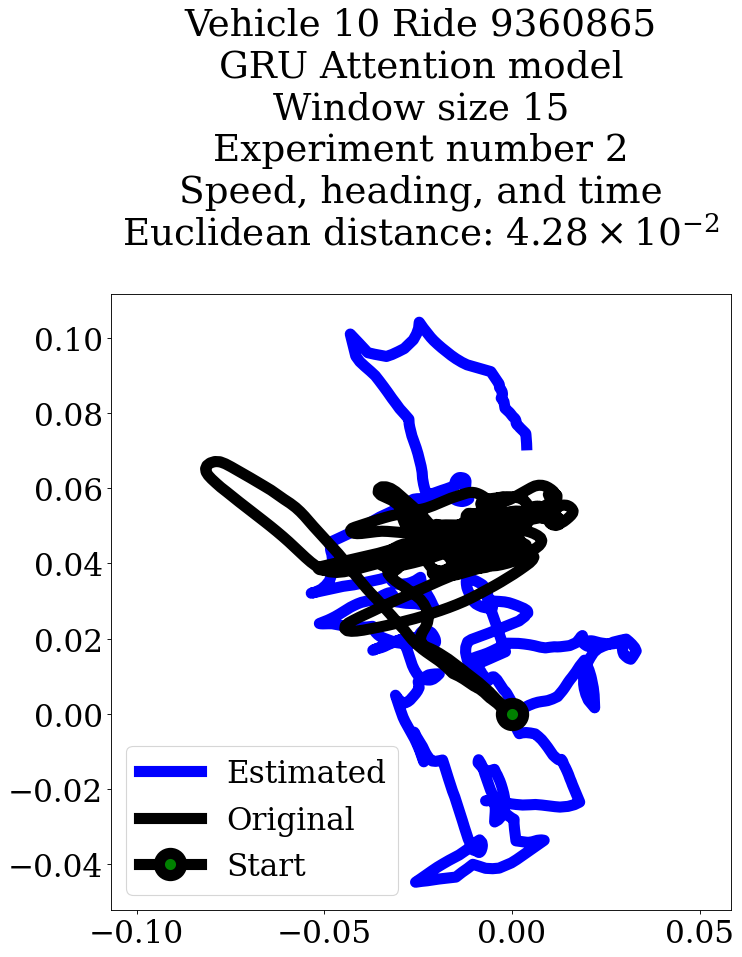 Vehicle 10 Ride 9360865
GRU Attention model
Window size 15
Experiment number 2
Speed, heading, and time
Euclidean distance: 4.28 × 10⁻²
0.10
0.08
0.06
0.04
0.02
0.00
−0.02
−0.04
Estimated
Original
Start
−0.10
−0.05
0.00
0.05